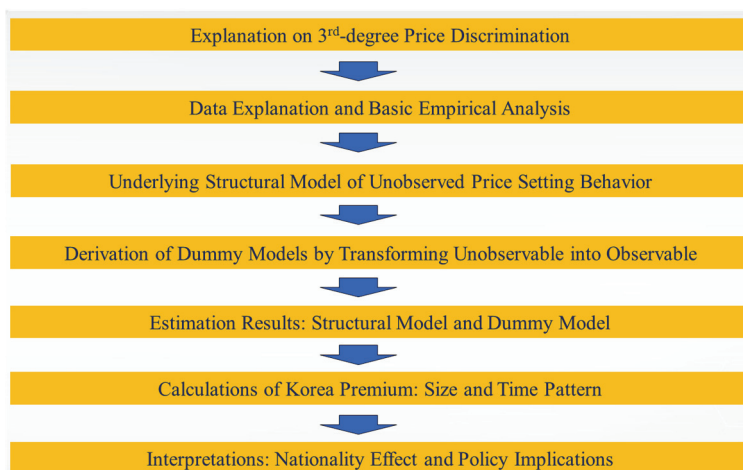 Explanation on 3rd-degree Price Discrimination
Data Explanation and Basic Empirical Analysis
Underlying Structural Model of Unobserved Price Setting Behavior
Derivation of Dummy Models by Transforming Unobservable into Observable
Estimation Results: Structural Model and Dummy Model
Calculations of Korea Premium: Size and Time Pattern
Interpretations: Nationality Effect and Policy Implications